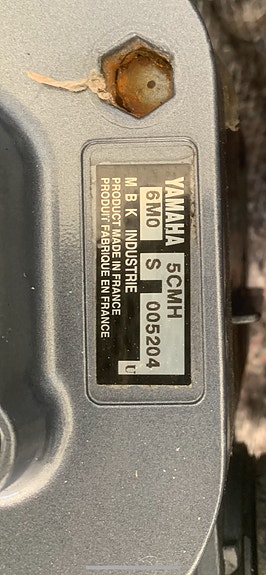 YAMAHA 5CMH
6M0 S 005204
M B K INDUSTRIE
PRODUCT MADE IN FRANCE
PRODUIT FABRIQUE EN FRANCE
U